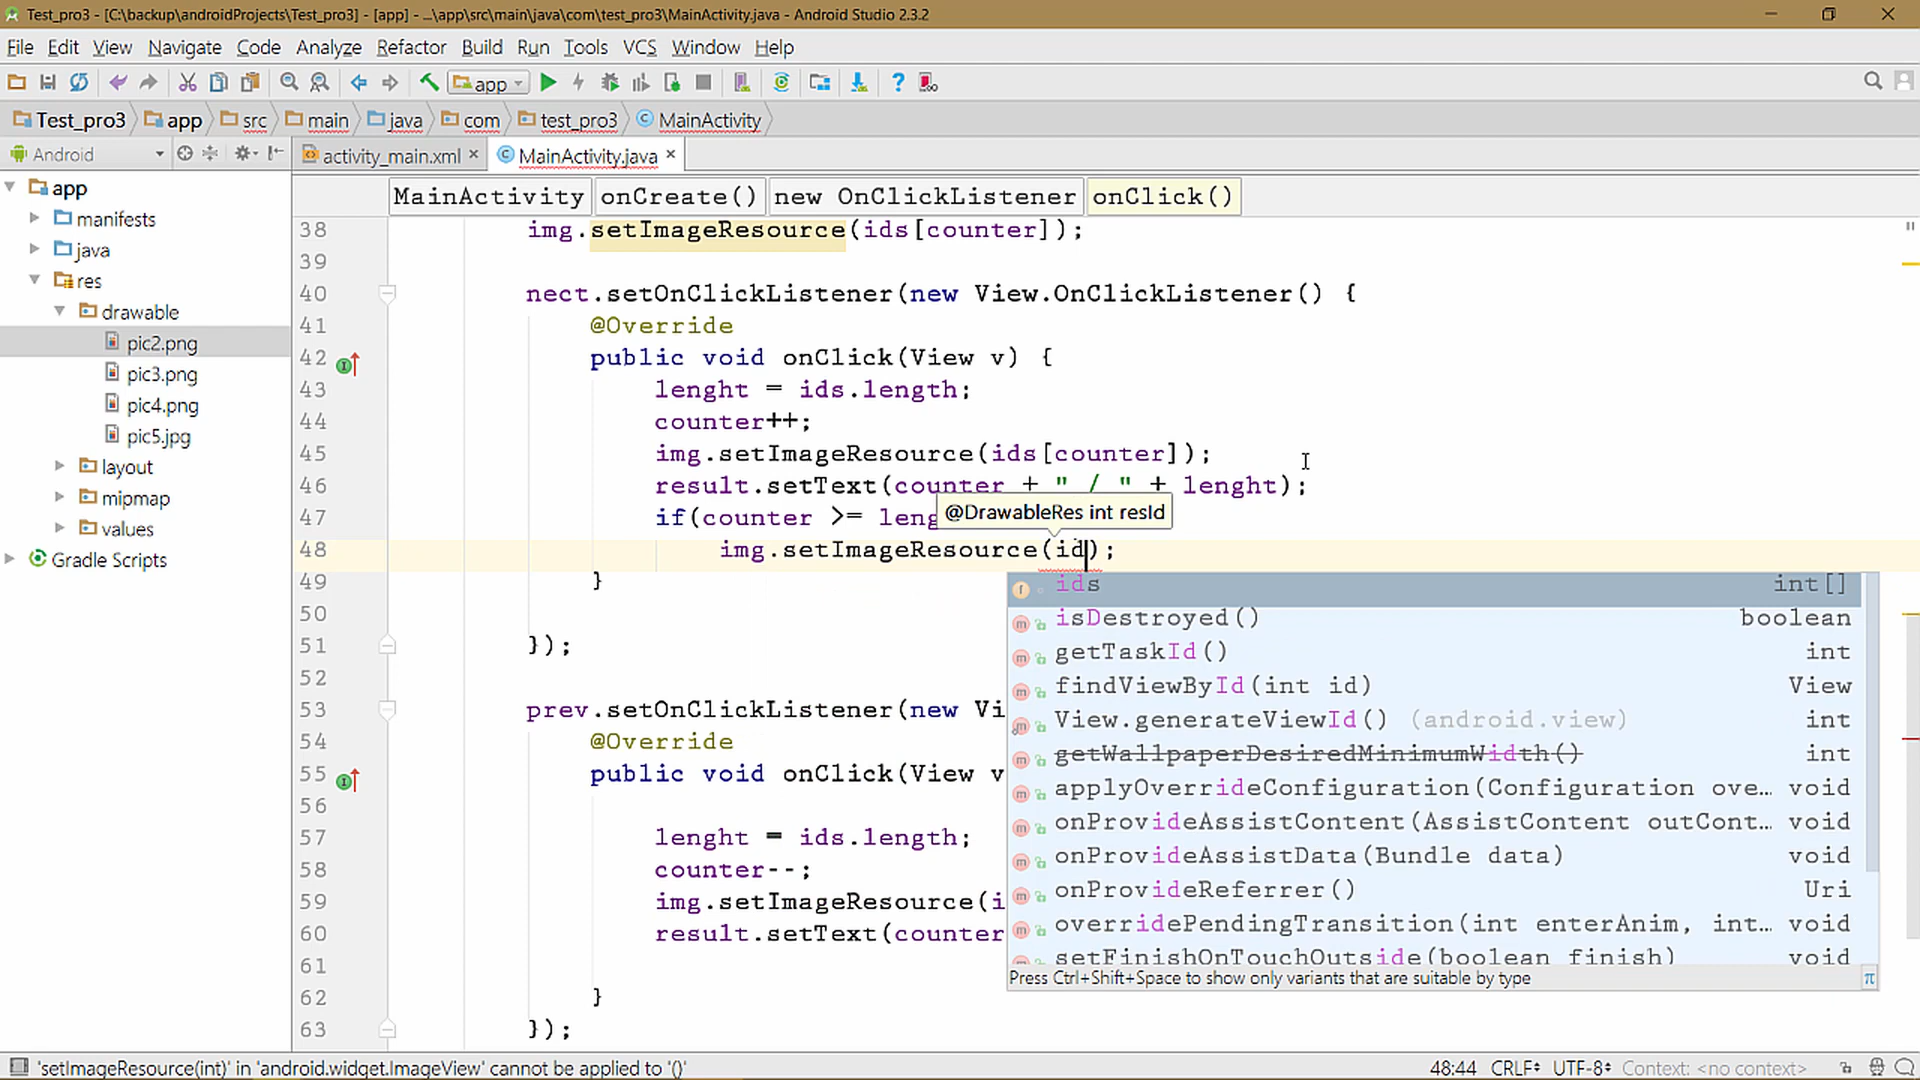 Test_pro3 - [C:\backup\androidProjects\Test_pro3] - [app] - ...\app\src\main\java\com\test_pro3\MainActivity.java - Android Studio 2.3.2
File Edit View Navigate Code Analyze Refactor Build Run Tools VCS Window Help
app
Test_pro3 app src main java com test_pro3 MainActivity
Android activity_main.xml MainActivity.java
MainActivity onCreate() new OnClickListener onClick()
app
manifests
java
res
drawable
pic2.png
pic3.png
pic4.png
pic5.jpg
layout
mipmap
values
Gradle Scripts
38 img.setImageResource(ids[counter]);
39
40 nect.setOnClickListener(new View.OnClickListener() {
41 @Override
42 public void onClick(View v) {
43 lenght = ids.length;
44 counter++;
45 img.setImageResource(ids[counter]);
46 result.setText(counter + " / " + lenght);
47 if(counter >= leng
@DrawableRes int resId
48 img.setImageResource(id);
49 }
50
51 });
52
53 prev.setOnClickListener(new Vi
54 @Override
55 public void onClick(View v
56
57 lenght = ids.length;
58 counter--;
59 img.setImageResource(i
60 result.setText(counter
61
62 }
63 });
ids int[]
isDestroyed() boolean
getTaskId() int
findViewById(int id) View
View.generateViewId() (android.view) int
getWallpaperDesiredMinimumWidth() int
applyOverrideConfiguration(Configuration ove... void
onProvideAssistContent(AssistContent outCont... void
onProvideAssistData(Bundle data) void
onProvideReferrer() Uri
overridePendingTransition(int enterAnim, int... void
setFinishOnTouchOutside(boolean finish) void
Press Ctrl+Shift+Space to show only variants that are suitable by type
'setImageResource(int)' in 'android.widget.ImageView' cannot be applied to '()' 48:44 CRLF UTF-8 Context: <no context>